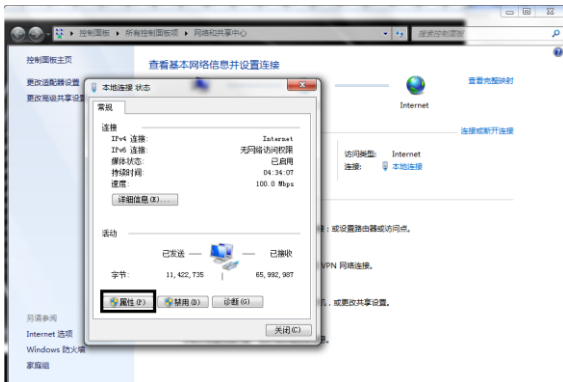 控制面板 ▸ 所有控制面板项 ▸ 网络和共享中心
搜索控制面板
控制面板主页
更改适配器设置
更改高级共享设
查看基本网络信息并设置连接
查看完整映射
Internet
连接或断开连接
访问类型: Internet
连接: 本地连接
本地连接 状态
常规
连接
IPv4 连接: Internet
IPv6 连接: 无网络访问权限
媒体状态: 已启用
持续时间: 04:34:07
速度: 100.0 Mbps
详细信息(E)...
活动
已发送 — — 已接收
字节: 11,422,735 | 65,992,987
属性(P) 禁用(D) 诊断(G)
关闭(C)
;或设置路由器或访问点。
VPN 网络连接。
,或更改共享设置。
另请参阅
Internet 选项
Windows 防火墙
家庭组